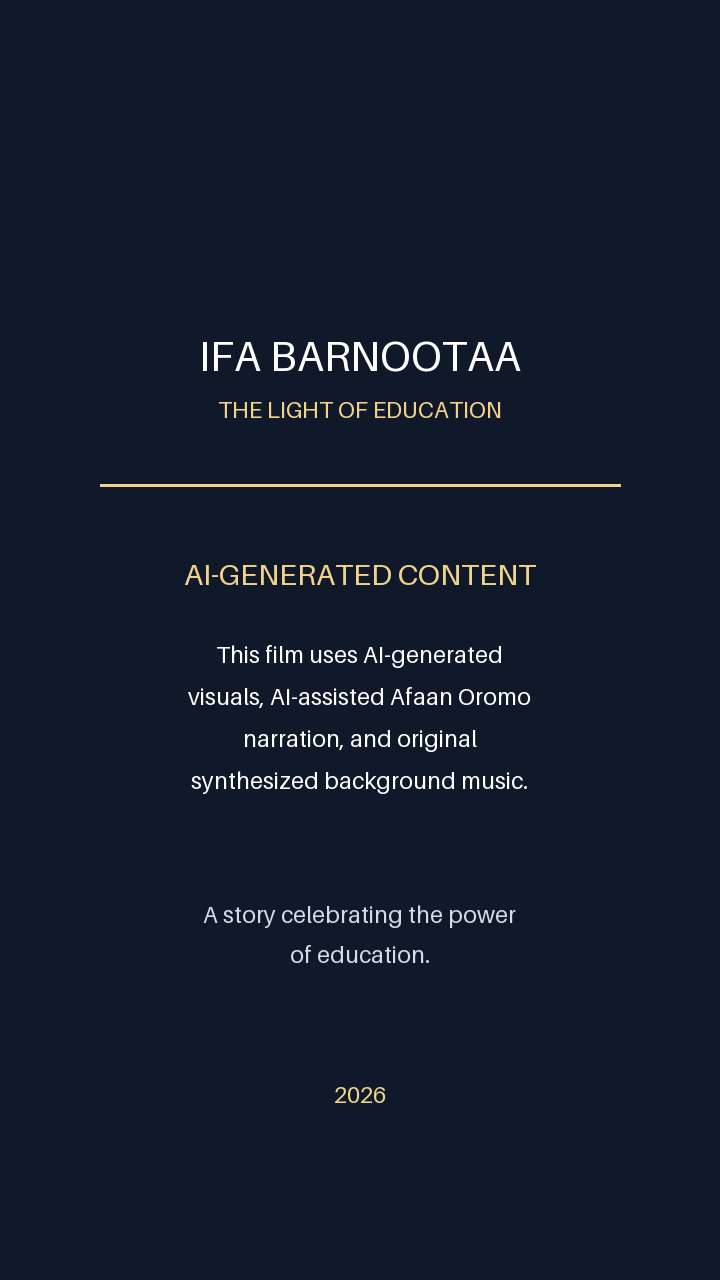 IFA BARNOOTAA
THE LIGHT OF EDUCATION
AI-GENERATED CONTENT
This film uses AI-generated
visuals, AI-assisted Afaan Oromo
narration, and original
synthesized background music.
A story celebrating the power
of education.
2026